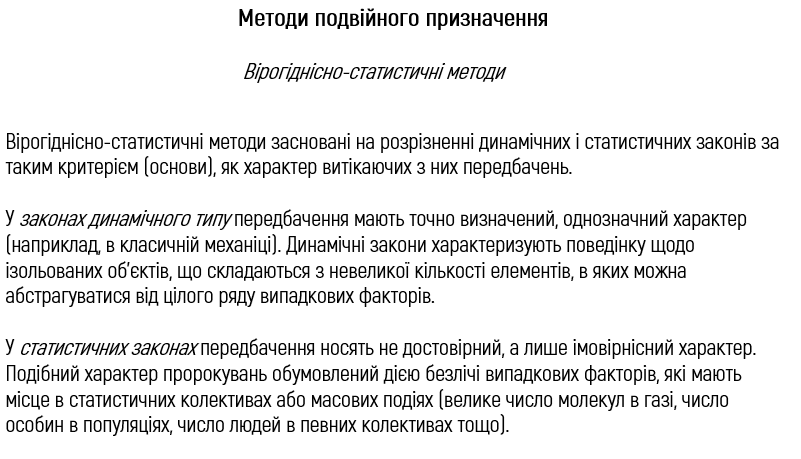 Методи подвійного призначення
Вірогіднісно-статистичні методи
Вірогіднісно-статистичні методи засновані на розрізненні динамічних і статистичних законів за
таким критерієм (основи), як характер витікаючих з них передбачень.
У законах динамічного типу передбачення мають точно визначений, однозначний характер
(наприклад, в класичній механіці). Динамічні закони характеризують поведінку щодо
ізольованих об'єктів, що складаються з невеликої кількості елементів, в яких можна
абстрагуватися від цілого ряду випадкових факторів.
У статистичних законах передбачення носять не достовірний, а лише імовірнісний характер.
Подібний характер пророкувань обумовлений дією безлічі випадкових факторів, які мають
місце в статистичних колективах або масових подіях (велике число молекул в газі, число
особин в популяціях, число людей в певних колективах тощо).